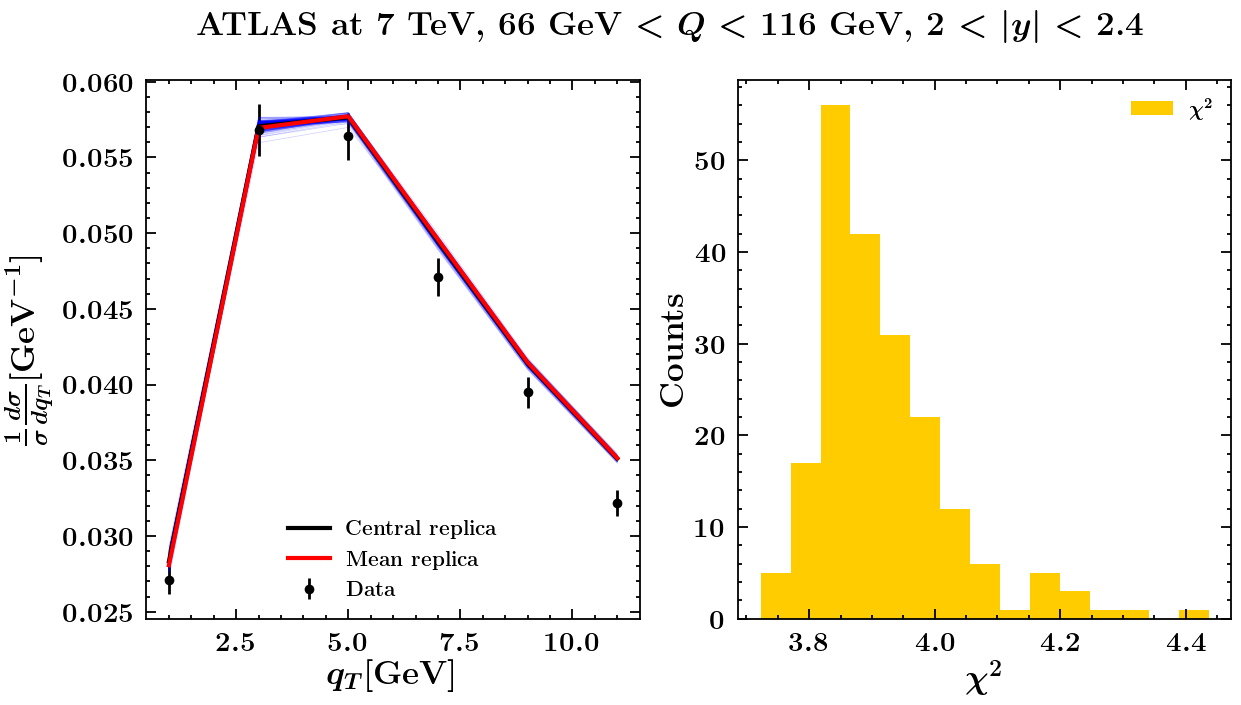 ATLAS at 7 TeV, 66 GeV < Q < 116 GeV, 2 < |y| < 2.4
0.060
0.055
0.050
0.045
0.040
0.035
0.030
0.025
1/σ dσ/dq_T [GeV⁻¹]
Central replica
Mean replica
Data
2.5 5.0 7.5 10.0
q_T[GeV]
χ²
50
40
30
20
10
0
Counts
3.8 4.0 4.2 4.4
χ²